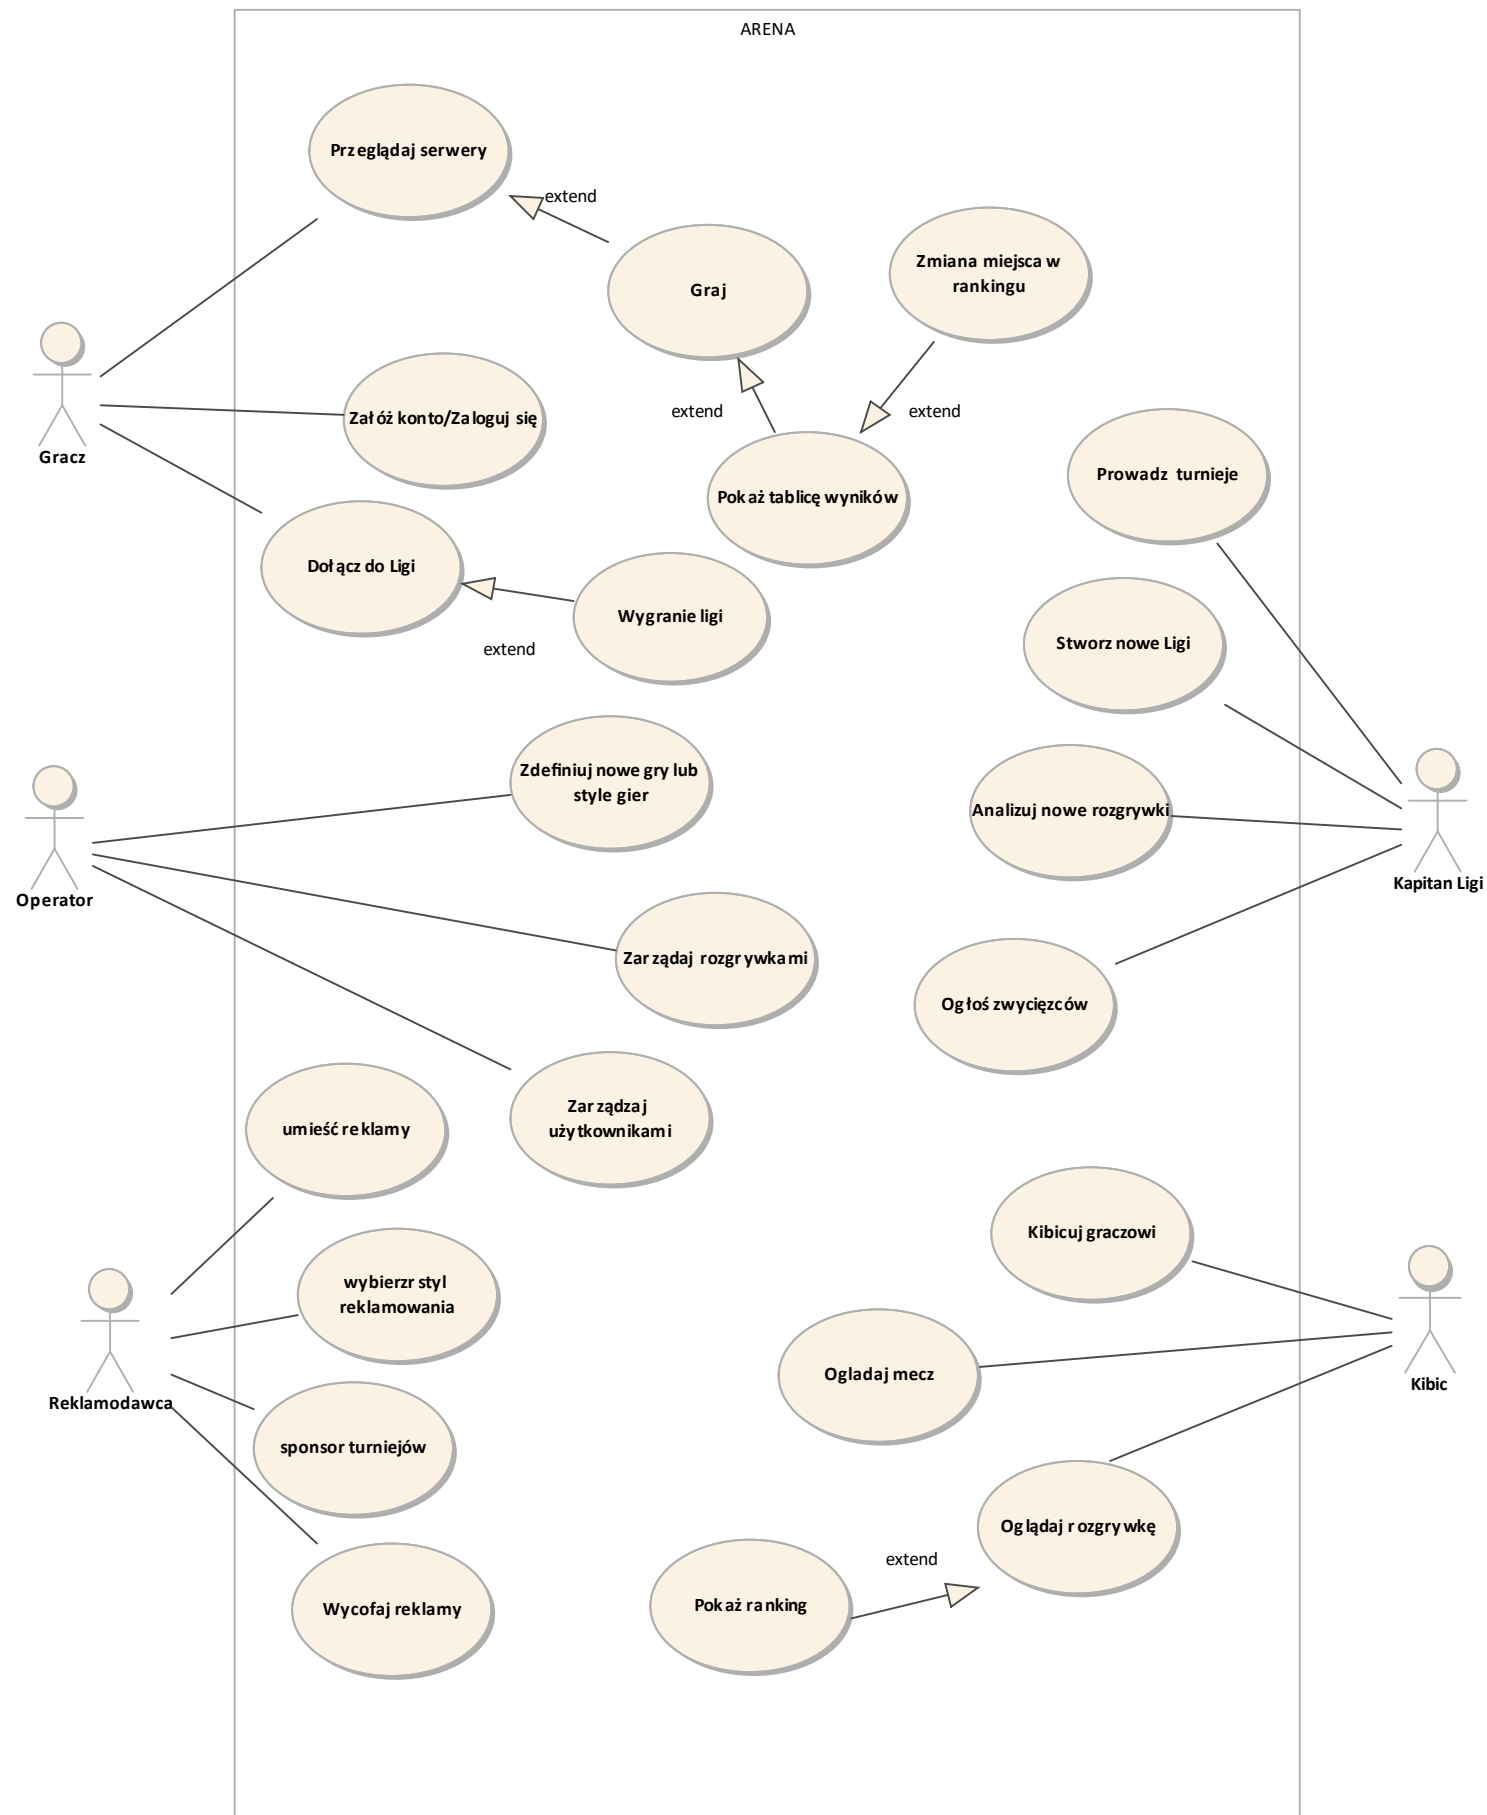 ARENA
Przeglądaj serwery
extend
Graj
Zmiana miejsca w
rankingu
Załóż konto/Zaloguj się
extend
extend
Gracz
Pokaż tablicę wyników
Prowadz turnieje
Dołącz do Ligi
Wygranie ligi
extend
Stworz nowe Ligi
Zdefiniuj nowe gry lub
style gier
Analizuj nowe rozgrywki
Operator
Kapitan Ligi
Zarządaj rozgrywkami
Ogłoś zwycięzców
Zarządzaj
użytkownikami
umieść reklamy
Kibicuj graczowi
wybierzr styl
reklamowania
Ogladaj mecz
Kibic
Reklamodawca
sponsor turniejów
Oglądaj rozgrywkę
extend
Pokaż ranking
Wycofaj reklamy